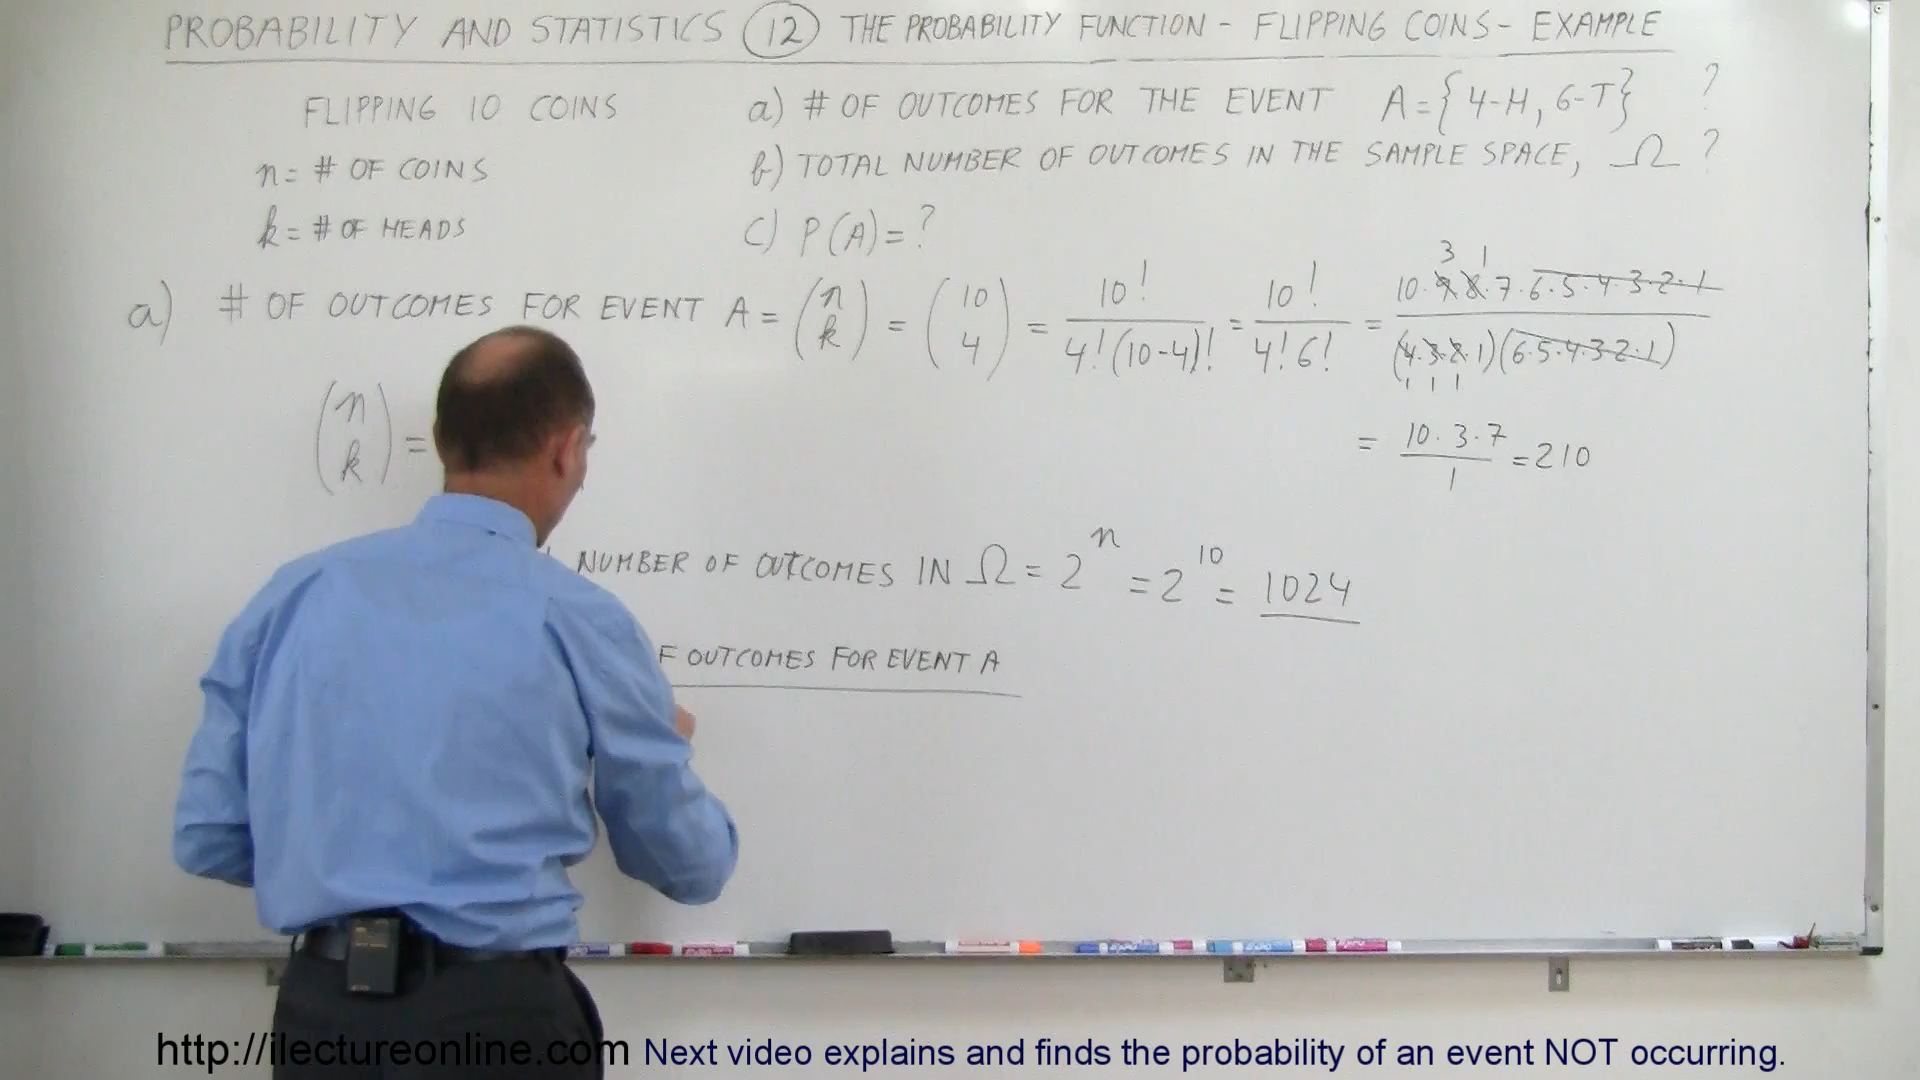 PROBABILITY AND STATISTICS (12) THE PROBABILITY FUNCTION - FLIPPING COINS - EXAMPLE
FLIPPING 10 COINS
n = # OF COINS
k = # OF HEADS
a) # OF OUTCOMES FOR THE EVENT A = {4-H, 6-T} ?
b) TOTAL NUMBER OF OUTCOMES IN THE SAMPLE SPACE, Ω ?
c) P(A) = ?
a) # OF OUTCOMES FOR EVENT A = (n k) = (10 4) = 10! / 4!(10-4)! = 10! / 4!6! = 10·9·8·7·6·5·4·3·2·1 / (4·3·2·1)(6·5·4·3·2·1)
3 1
1 1 1
= 10·3·7 / 1 = 210
(n k) =
NUMBER OF OUTCOMES IN Ω = 2^n = 2^10 = 1024
F OUTCOMES FOR EVENT A
http://ilectureonline.com Next video explains and finds the probability of an event NOT occurring.